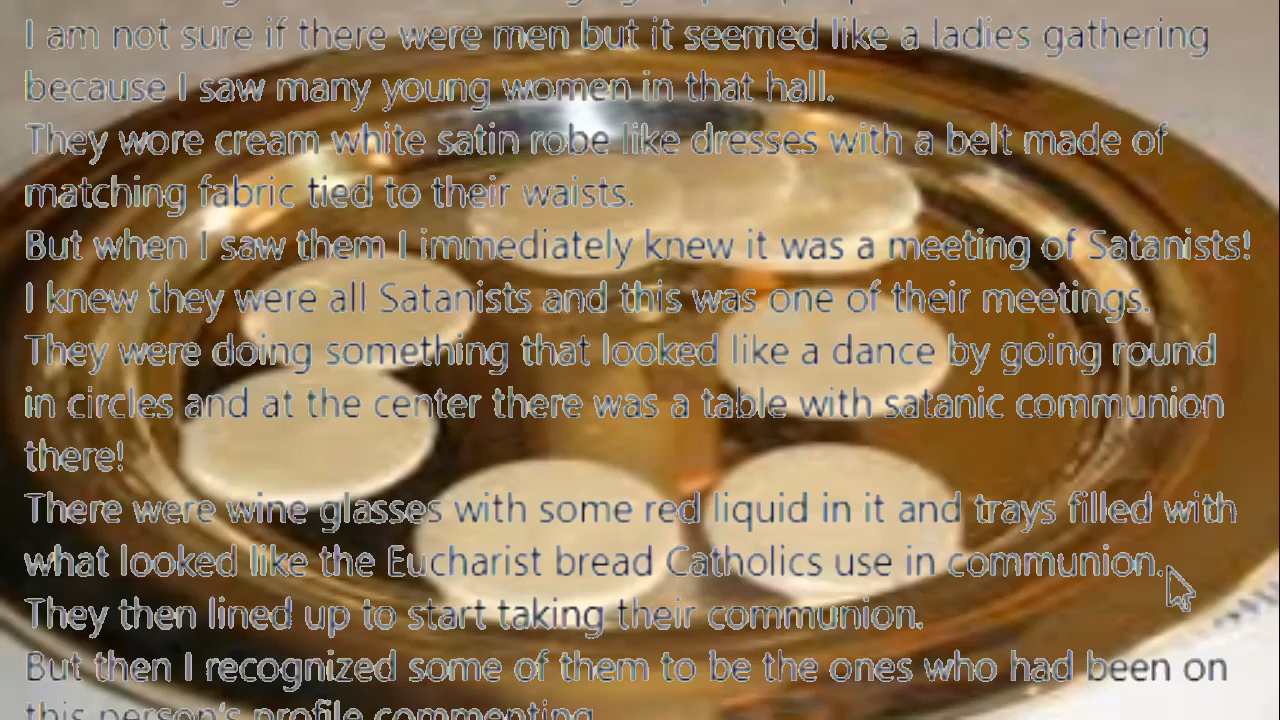 I am not sure if there were men but it seemed like a ladies gathering
because I saw many young women in that hall.
They wore cream white satin robe like dresses with a belt made of
matching fabric tied to their waists.
But when I saw them I immediately knew it was a meeting of Satanists!
I knew they were all Satanists and this was one of their meetings.
They were doing something that looked like a dance by going round
in circles and at the center there was a table with satanic communion
there!
There were wine glasses with some red liquid in it and trays filled with
what looked like the Eucharist bread Catholics use in communion.
They then lined up to start taking their communion.
But then I recognized some of them to be the ones who had been on
this person's profile commenting